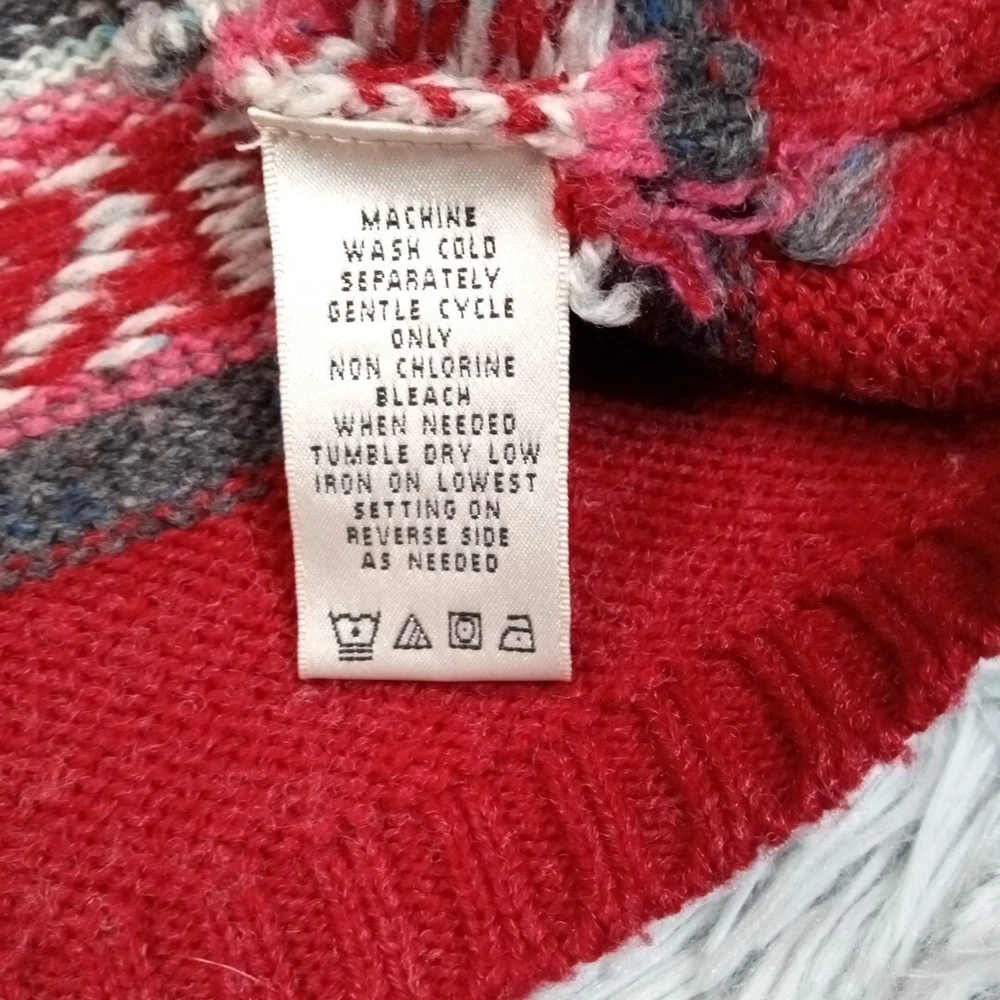 MACHINE
WASH COLD
SEPARATELY
GENTLE CYCLE
ONLY
NON CHLORINE
BLEACH
WHEN NEEDED
TUMBLE DRY LOW
IRON ON LOWEST
SETTING ON
REVERSE SIDE
AS NEEDED